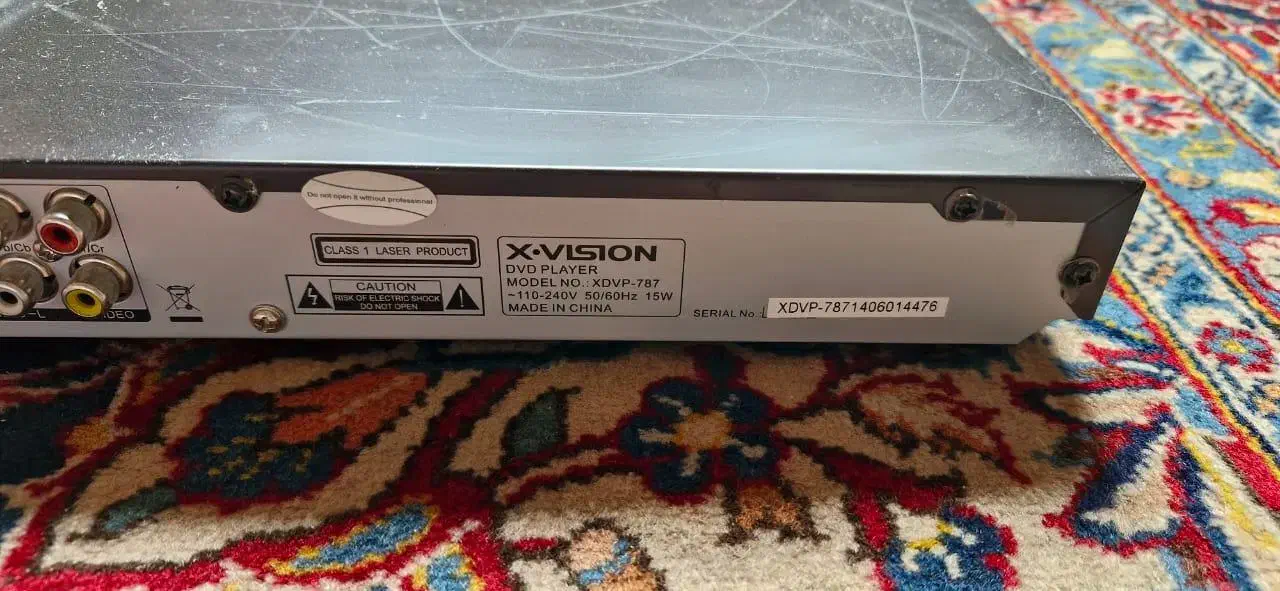 Do not open it without professional
b/Cb
/Cr
-L
DEO
CLASS 1 LASER PRODUCT
CAUTION
RISK OF ELECTRIC SHOCK
DO NOT OPEN
X·VISION
DVD PLAYER
MODEL NO.: XDVP-787
~110-240V 50/60Hz 15W
MADE IN CHINA
SERIAL No.: XDVP-7871406014476